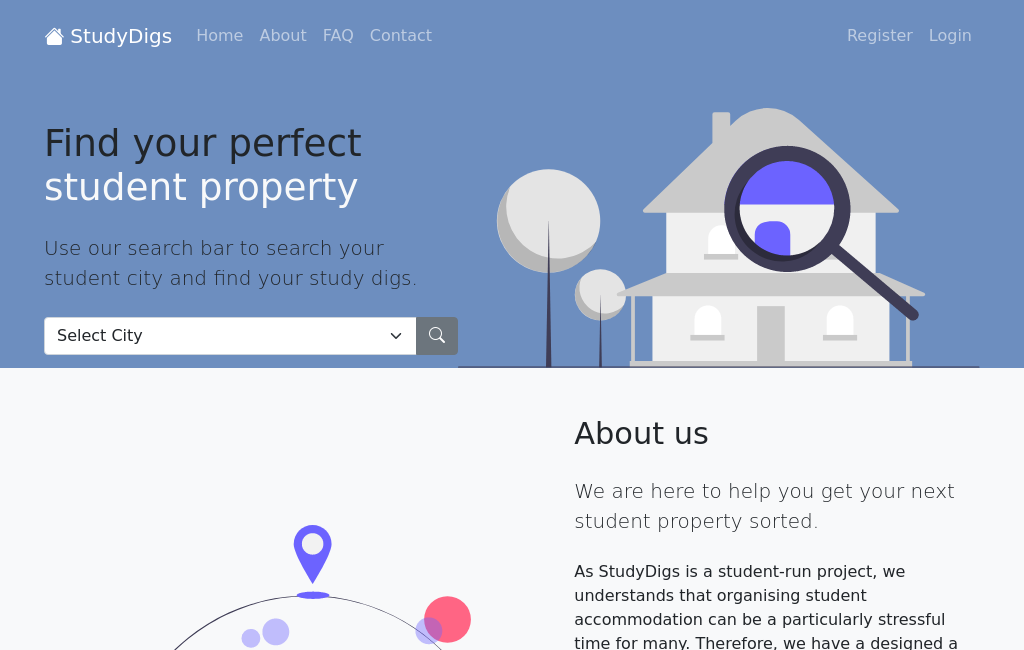 StudyDigs Home About FAQ Contact Register Login
Find your perfect
student property
Use our search bar to search your
student city and find your study digs.
Select City
About us
We are here to help you get your next
student property sorted.
As StudyDigs is a student-run project, we
understands that organising student
accommodation can be a particularly stressful
time for many. Therefore, we have a designed a